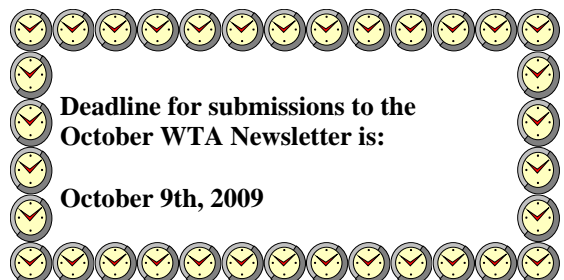 Deadline for submissions to the
October WTA Newsletter is:
October 9th, 2009